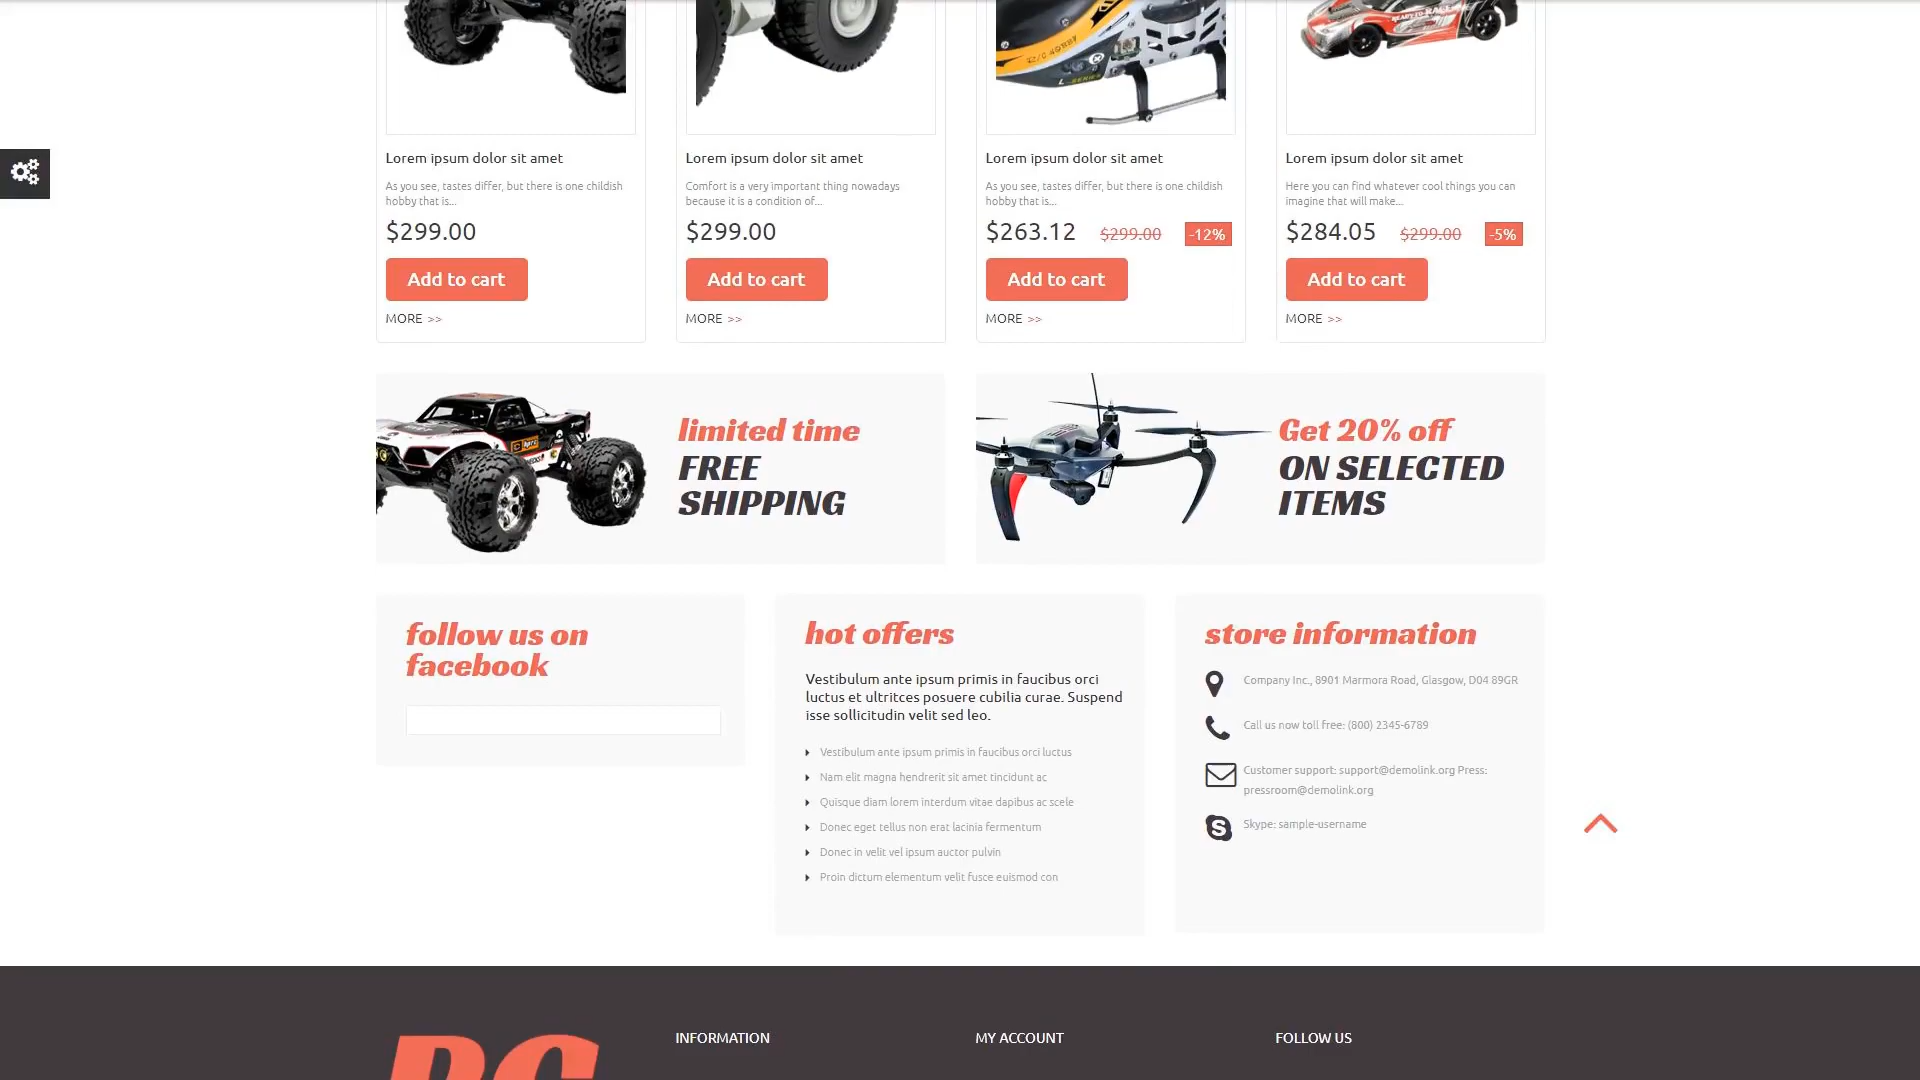 READY TO RACE
R/C 4ORBY
L-SERIES
Lorem ipsum dolor sit amet
As you see, tastes differ, but there is one childish
hobby that is...
$299.00
Add to cart
MORE >>
Lorem ipsum dolor sit amet
Comfort is a very important thing nowadays
because it is a condition of...
$299.00
Add to cart
MORE >>
Lorem ipsum dolor sit amet
As you see, tastes differ, but there is one childish
hobby that is...
$263.12 $299.00 -12%
Add to cart
MORE >>
Lorem ipsum dolor sit amet
Here you can find whatever cool things you can
imagine that will make...
$284.05 $299.00 -5%
Add to cart
MORE >>
limited time
FREE
SHIPPING
Get 20% off
ON SELECTED
ITEMS
follow us on
facebook
hot offers
Vestibulum ante ipsum primis in faucibus orci
luctus et ultritces posuere cubilia curae. Suspend
isse sollicitudin velit sed leo.
Vestibulum ante ipsum primis in faucibus orci luctus
Nam elit magna hendrerit sit amet tincidunt ac
Quisque diam lorem interdum vitae dapibus ac scele
Donec eget tellus non erat lacinia fermentum
Donec in velit vel ipsum auctor pulvin
Proin dictum elementum velit fusce euismod con
store information
Company Inc., 8901 Marmora Road, Glasgow, D04 89GR
Call us now toll free: (800) 2345-6789
Customer support: support@demolink.org Press:
pressroom@demolink.org
Skype: sample-username
RC
INFORMATION
MY ACCOUNT
FOLLOW US